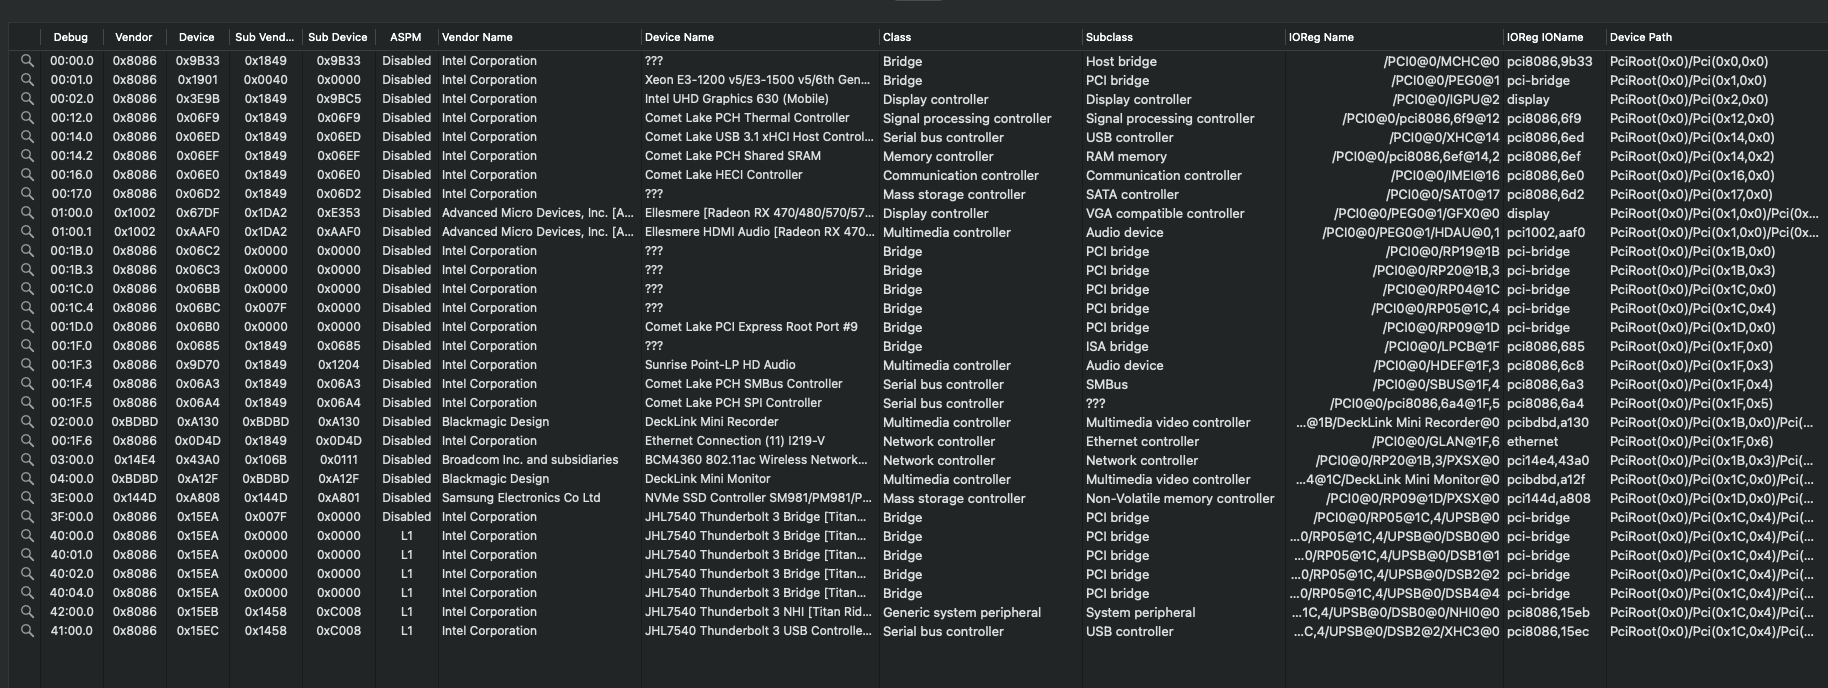 Debug Vendor Device Sub Vend... Sub Device ASPM Vendor Name Device Name Class Subclass IOReg Name IOReg IOName Device Path
00:00.0 0x8086 0x9B33 0x1849 0x9B33 Disabled Intel Corporation ??? Bridge Host bridge /PCI0@0/MCHC@0 pci8086,9b33 PciRoot(0x0)/Pci(0x0,0x0)
00:01.0 0x8086 0x1901 0x0040 0x0000 Disabled Intel Corporation Xeon E3-1200 v5/E3-1500 v5/6th Gen... Bridge PCI bridge /PCI0@0/PEG0@1 pci-bridge PciRoot(0x0)/Pci(0x1,0x0)
00:02.0 0x8086 0x3E9B 0x1849 0x9BC5 Disabled Intel Corporation Intel UHD Graphics 630 (Mobile) Display controller Display controller /PCI0@0/IGPU@2 display PciRoot(0x0)/Pci(0x2,0x0)
00:12.0 0x8086 0x06F9 0x1849 0x06F9 Disabled Intel Corporation Comet Lake PCH Thermal Controller Signal processing controller Signal processing controller /PCI0@0/pci8086,6f9@12 pci8086,6f9 PciRoot(0x0)/Pci(0x12,0x0)
00:14.0 0x8086 0x06ED 0x1849 0x06ED Disabled Intel Corporation Comet Lake USB 3.1 xHCI Host Control... Serial bus controller USB controller /PCI0@0/XHC@14 pci8086,6ed PciRoot(0x0)/Pci(0x14,0x0)
00:14.2 0x8086 0x06EF 0x1849 0x06EF Disabled Intel Corporation Comet Lake PCH Shared SRAM Memory controller RAM memory /PCI0@0/pci8086,6ef@14,2 pci8086,6ef PciRoot(0x0)/Pci(0x14,0x2)
00:16.0 0x8086 0x06E0 0x1849 0x06E0 Disabled Intel Corporation Comet Lake HECI Controller Communication controller Communication controller /PCI0@0/IMEI@16 pci8086,6e0 PciRoot(0x0)/Pci(0x16,0x0)
00:17.0 0x8086 0x06D2 0x1849 0x06D2 Disabled Intel Corporation ??? Mass storage controller SATA controller /PCI0@0/SAT0@17 pci8086,6d2 PciRoot(0x0)/Pci(0x17,0x0)
01:00.0 0x1002 0x67DF 0x1DA2 0xE353 Disabled Advanced Micro Devices, Inc. [A... Ellesmere [Radeon RX 470/480/570/57... Display controller VGA compatible controller /PCI0@0/PEG0@1/GFX0@0 display PciRoot(0x0)/Pci(0x1,0x0)/Pci(0x...
01:00.1 0x1002 0xAAF0 0x1DA2 0xAAF0 Disabled Advanced Micro Devices, Inc. [A... Ellesmere HDMI Audio [Radeon RX 470... Multimedia controller Audio device /PCI0@0/PEG0@1/HDAU@0,1 pci1002,aaf0 PciRoot(0x0)/Pci(0x1,0x0)/Pci(0x...
00:1B.0 0x8086 0x06C2 0x0000 0x0000 Disabled Intel Corporation ??? Bridge PCI bridge /PCI0@0/RP19@1B pci-bridge PciRoot(0x0)/Pci(0x1B,0x0)
00:1B.3 0x8086 0x06C3 0x0000 0x0000 Disabled Intel Corporation ??? Bridge PCI bridge /PCI0@0/RP20@1B,3 pci-bridge PciRoot(0x0)/Pci(0x1B,0x3)
00:1C.0 0x8086 0x06BB 0x0000 0x0000 Disabled Intel Corporation ??? Bridge PCI bridge /PCI0@0/RP04@1C pci-bridge PciRoot(0x0)/Pci(0x1C,0x0)
00:1C.4 0x8086 0x06BC 0x007F 0x0000 Disabled Intel Corporation ??? Bridge PCI bridge /PCI0@0/RP05@1C,4 pci-bridge PciRoot(0x0)/Pci(0x1C,0x4)
00:1D.0 0x8086 0x06B0 0x0000 0x0000 Disabled Intel Corporation Comet Lake PCI Express Root Port #9 Bridge PCI bridge /PCI0@0/RP09@1D pci-bridge PciRoot(0x0)/Pci(0x1D,0x0)
00:1F.0 0x8086 0x0685 0x1849 0x0685 Disabled Intel Corporation ??? Bridge ISA bridge /PCI0@0/LPCB@1F pci8086,685 PciRoot(0x0)/Pci(0x1F,0x0)
00:1F.3 0x8086 0x9D70 0x1849 0x1204 Disabled Intel Corporation Sunrise Point-LP HD Audio Multimedia controller Audio device /PCI0@0/HDEF@1F,3 pci8086,6c8 PciRoot(0x0)/Pci(0x1F,0x3)
00:1F.4 0x8086 0x06A3 0x1849 0x06A3 Disabled Intel Corporation Comet Lake PCH SMBus Controller Serial bus controller SMBus /PCI0@0/SBUS@1F,4 pci8086,6a3 PciRoot(0x0)/Pci(0x1F,0x4)
00:1F.5 0x8086 0x06A4 0x1849 0x06A4 Disabled Intel Corporation Comet Lake PCH SPI Controller Serial bus controller ??? /PCI0@0/pci8086,6a4@1F,5 pci8086,6a4 PciRoot(0x0)/Pci(0x1F,0x5)
02:00.0 0xBDBD 0xA130 0xBDBD 0xA130 Disabled Blackmagic Design DeckLink Mini Recorder Multimedia controller Multimedia video controller ...@1B/DeckLink Mini Recorder@0 pcibdbd,a130 PciRoot(0x0)/Pci(0x1B,0x0)/Pci(...
00:1F.6 0x8086 0x0D4D 0x1849 0x0D4D Disabled Intel Corporation Ethernet Connection (11) I219-V Network controller Ethernet controller /PCI0@0/GLAN@1F,6 ethernet PciRoot(0x0)/Pci(0x1F,0x6)
03:00.0 0x14E4 0x43A0 0x106B 0x0111 Disabled Broadcom Inc. and subsidiaries BCM4360 802.11ac Wireless Network... Network controller Network controller /PCI0@0/RP20@1B,3/PXSX@0 pci14e4,43a0 PciRoot(0x0)/Pci(0x1B,0x3)/Pci(...
04:00.0 0xBDBD 0xA12F 0xBDBD 0xA12F Disabled Blackmagic Design DeckLink Mini Monitor Multimedia controller Multimedia video controller ...4@1C/DeckLink Mini Monitor@0 pcibdbd,a12f PciRoot(0x0)/Pci(0x1C,0x0)/Pci(...
3E:00.0 0x144D 0xA808 0x144D 0xA801 Disabled Samsung Electronics Co Ltd NVMe SSD Controller SM981/PM981/P... Mass storage controller Non-Volatile memory controller /PCI0@0/RP09@1D/PXSX@0 pci144d,a808 PciRoot(0x0)/Pci(0x1D,0x0)/Pci(...
3F:00.0 0x8086 0x15EA 0x007F 0x0000 Disabled Intel Corporation JHL7540 Thunderbolt 3 Bridge [Titan... Bridge PCI bridge /PCI0@0/RP05@1C,4/UPSB@0 pci-bridge PciRoot(0x0)/Pci(0x1C,0x4)/Pci(...
40:00.0 0x8086 0x15EA 0x0000 0x0000 L1 Intel Corporation JHL7540 Thunderbolt 3 Bridge [Titan... Bridge PCI bridge ...0/RP05@1C,4/UPSB@0/DSB0@0 pci-bridge PciRoot(0x0)/Pci(0x1C,0x4)/Pci(...
40:01.0 0x8086 0x15EA 0x0000 0x0000 L1 Intel Corporation JHL7540 Thunderbolt 3 Bridge [Titan... Bridge PCI bridge ...0/RP05@1C,4/UPSB@0/DSB1@1 pci-bridge PciRoot(0x0)/Pci(0x1C,0x4)/Pci(...
40:02.0 0x8086 0x15EA 0x0000 0x0000 L1 Intel Corporation JHL7540 Thunderbolt 3 Bridge [Titan... Bridge PCI bridge ...0/RP05@1C,4/UPSB@0/DSB2@2 pci-bridge PciRoot(0x0)/Pci(0x1C,0x4)/Pci(...
40:04.0 0x8086 0x15EA 0x0000 0x0000 L1 Intel Corporation JHL7540 Thunderbolt 3 Bridge [Titan... Bridge PCI bridge ...0/RP05@1C,4/UPSB@0/DSB4@4 pci-bridge PciRoot(0x0)/Pci(0x1C,0x4)/Pci(...
42:00.0 0x8086 0x15EB 0x1458 0xC008 L1 Intel Corporation JHL7540 Thunderbolt 3 NHI [Titan Rid... Generic system peripheral System peripheral ...1C,4/UPSB@0/DSB0@0/NHI0@0 pci8086,15eb PciRoot(0x0)/Pci(0x1C,0x4)/Pci(...
41:00.0 0x8086 0x15EC 0x1458 0xC008 L1 Intel Corporation JHL7540 Thunderbolt 3 USB Controlle... Serial bus controller USB controller ...C,4/UPSB@0/DSB2@2/XHC3@0 pci8086,15ec PciRoot(0x0)/Pci(0x1C,0x4)/Pci(...